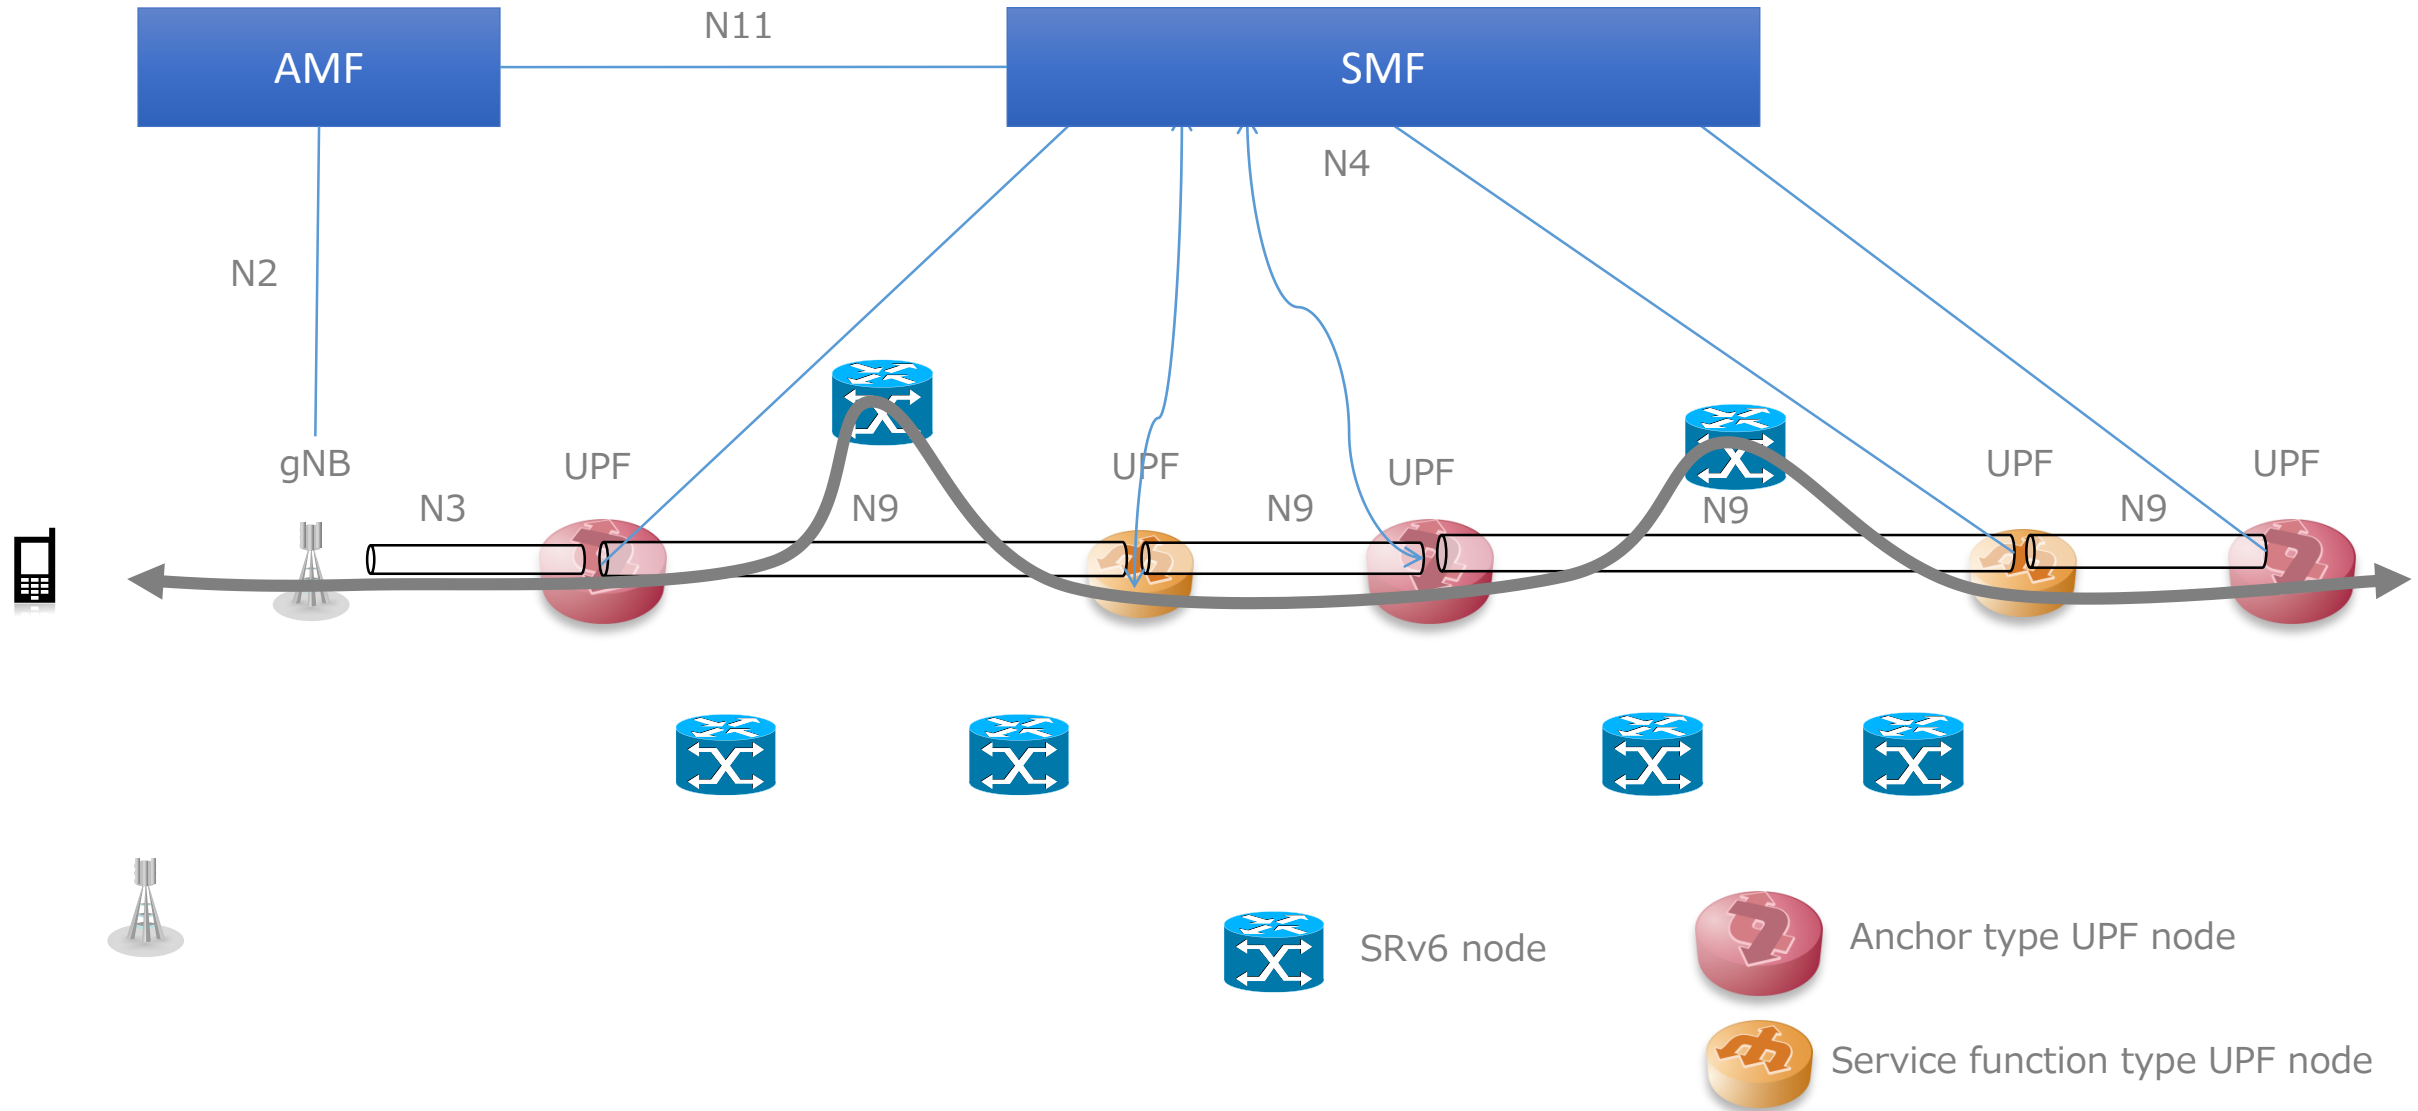 N11
AMF
SMF
N4
N2
gNB
UPF
UPF
UPF
UPF
UPF
N3
N9
N9
N9
N9
SRv6 node
Anchor type UPF node
Service function type UPF node